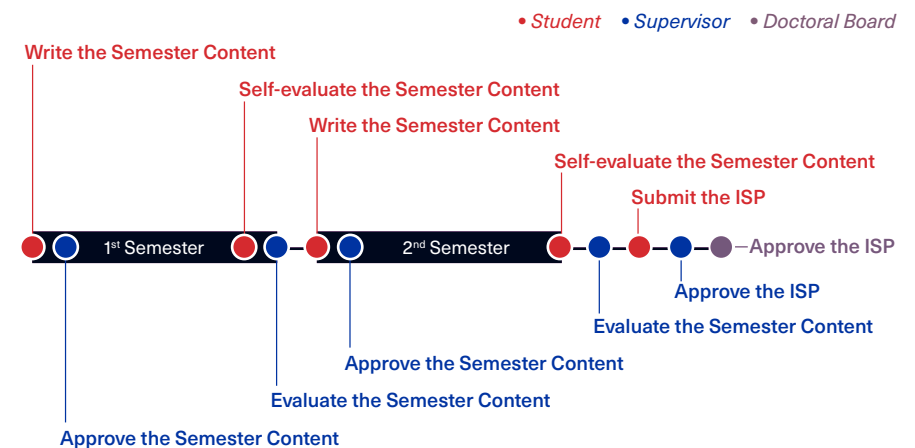 • Student • Supervisor • Doctoral Board
Write the Semester Content
Self-evaluate the Semester Content
Write the Semester Content
Self-evaluate the Semester Content
Submit the ISP
1st Semester
2nd Semester
Approve the ISP
Approve the ISP
Evaluate the Semester Content
Approve the Semester Content
Evaluate the Semester Content
Approve the Semester Content